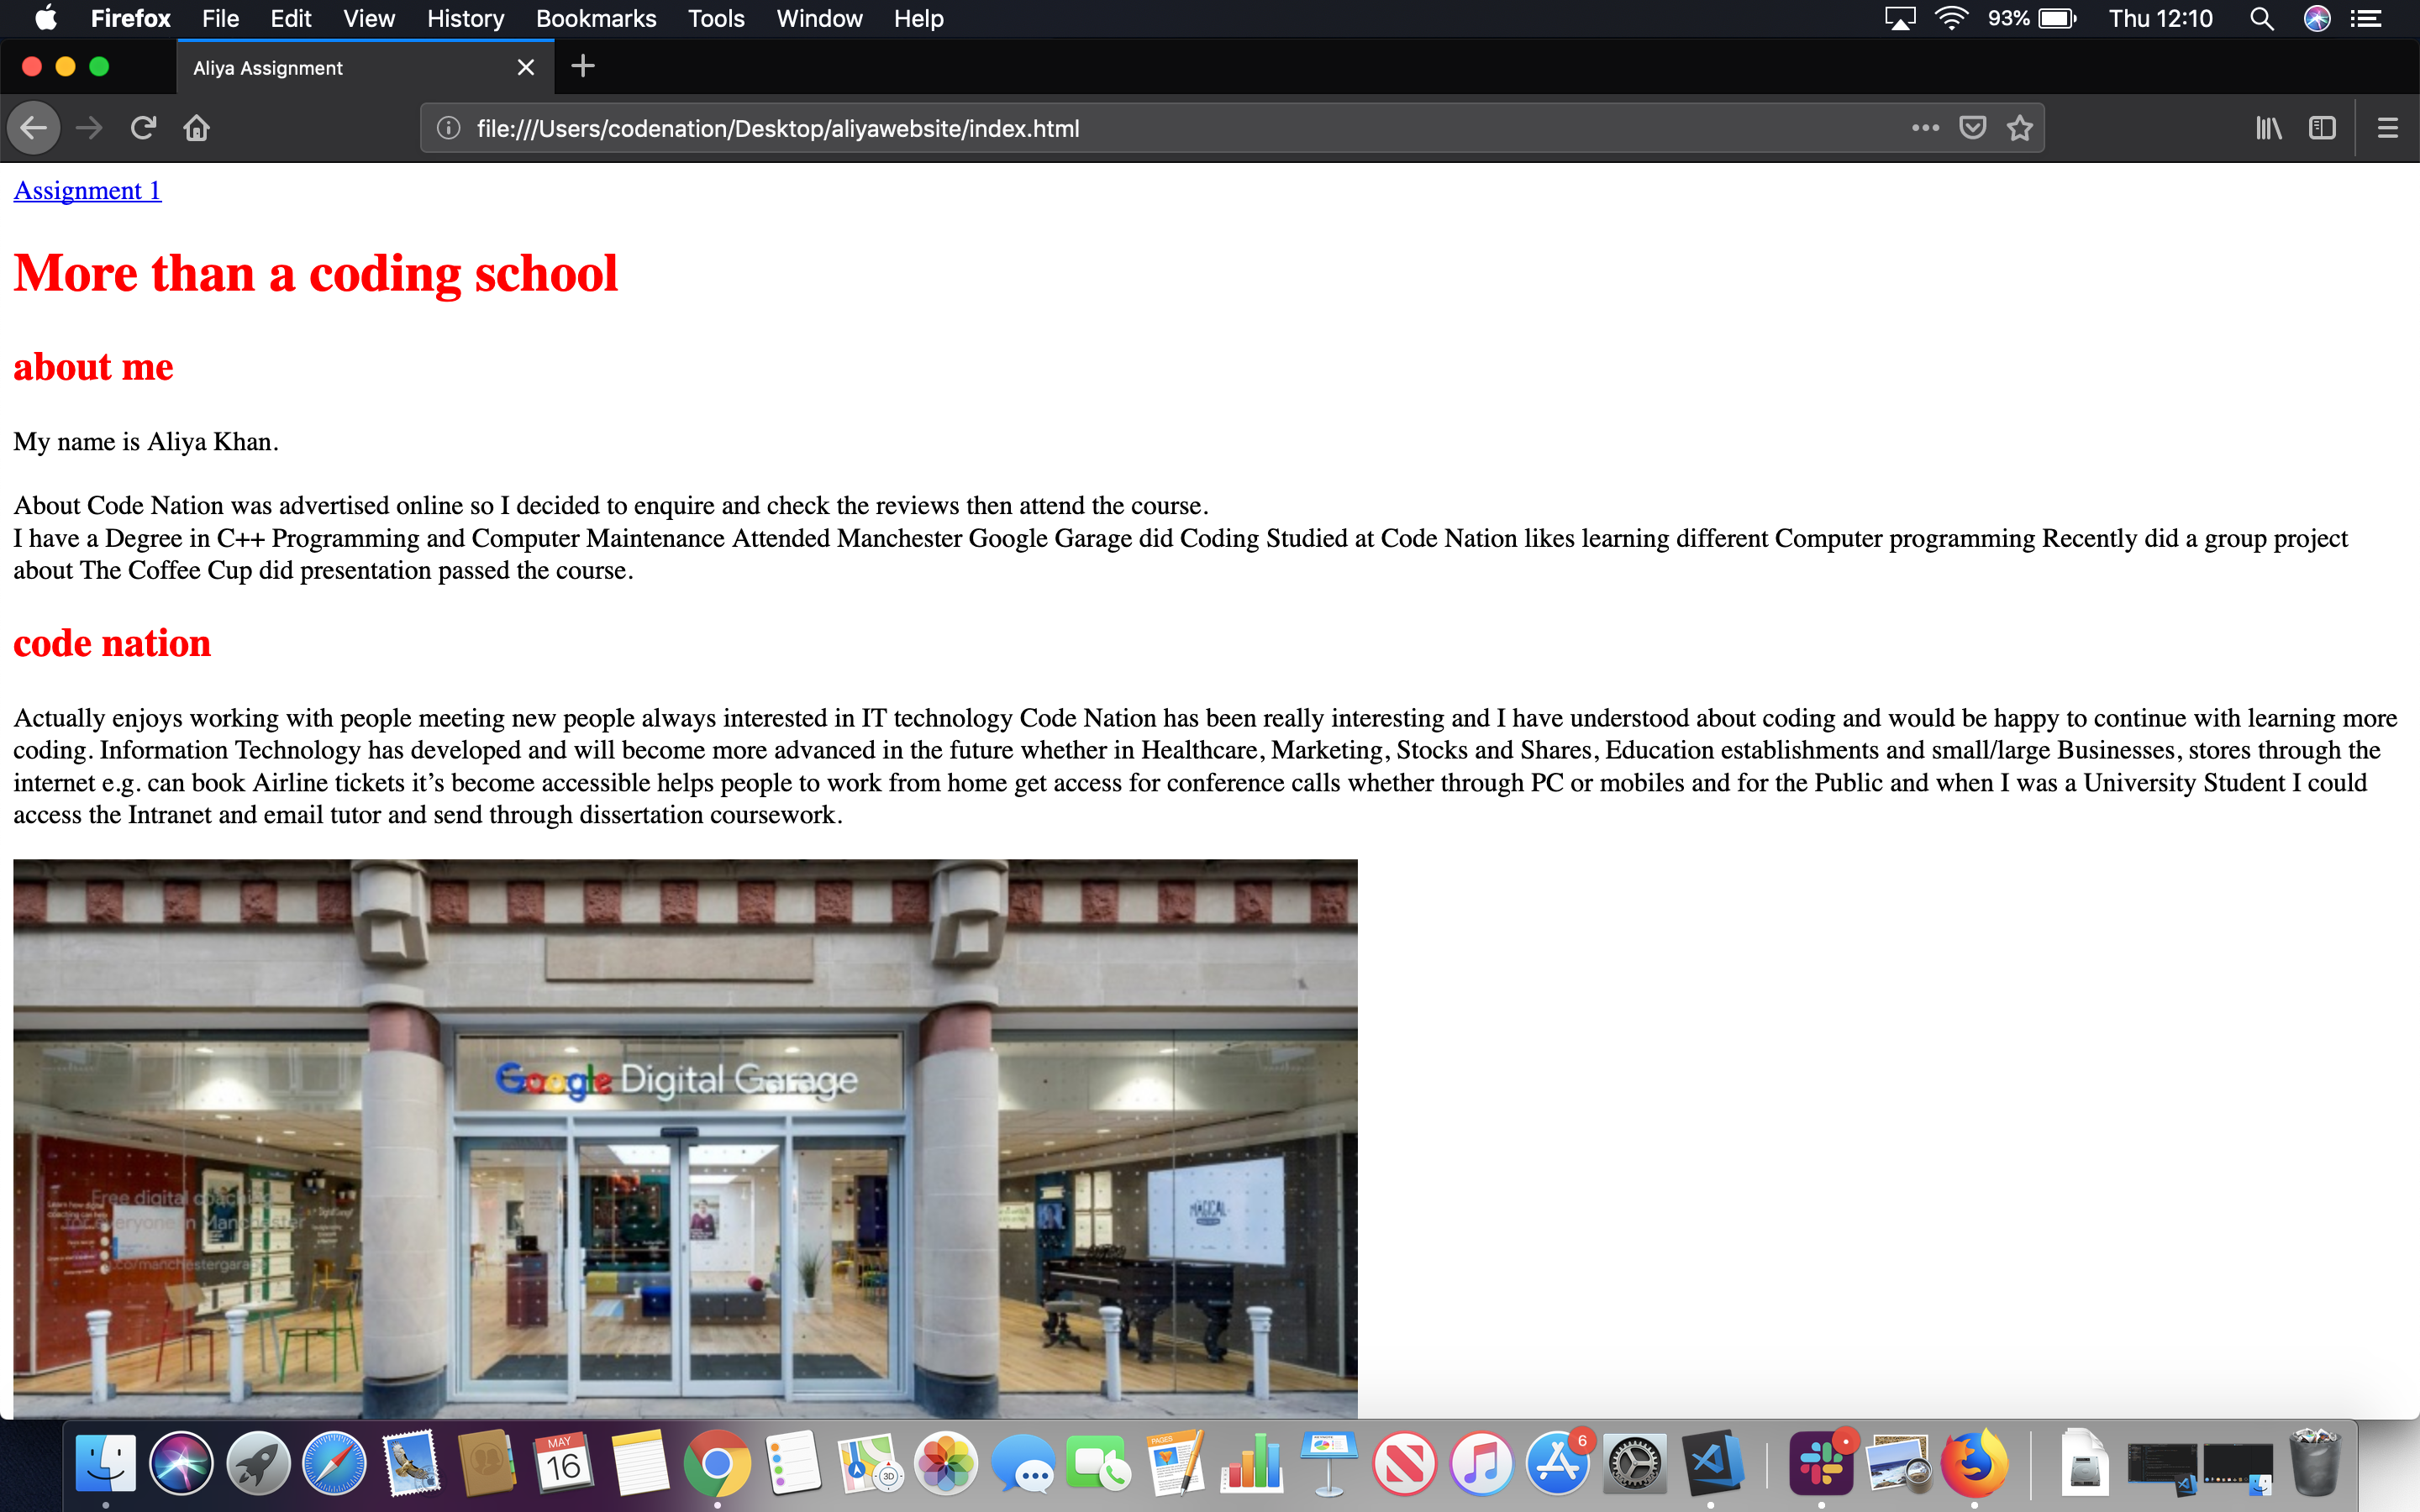 Firefox File Edit View History Bookmarks Tools Window Help 93% Thu 12:10
Aliya Assignment
file:///Users/codenation/Desktop/aliyawebsite/index.html
Assignment 1
More than a coding school
about me
My name is Aliya Khan.
About Code Nation was advertised online so I decided to enquire and check the reviews then attend the course.
I have a Degree in C++ Programming and Computer Maintenance Attended Manchester Google Garage did Coding Studied at Code Nation likes learning different Computer programming Recently did a group project
about The Coffee Cup did presentation passed the course.
code nation
Actually enjoys working with people meeting new people always interested in IT technology Code Nation has been really interesting and I have understood about coding and would be happy to continue with learning more
coding. Information Technology has developed and will become more advanced in the future whether in Healthcare, Marketing, Stocks and Shares, Education establishments and small/large Businesses, stores through the
internet e.g. can book Airline tickets it’s become accessible helps people to work from home get access for conference calls whether through PC or mobiles and for the Public and when I was a University Student I could
access the Intranet and email tutor and send through dissertation coursework.
Google Digital Garage
Free digital coaching
for everyone in Manchester
MAGICAL
MAY
16
3D
PAGES
6